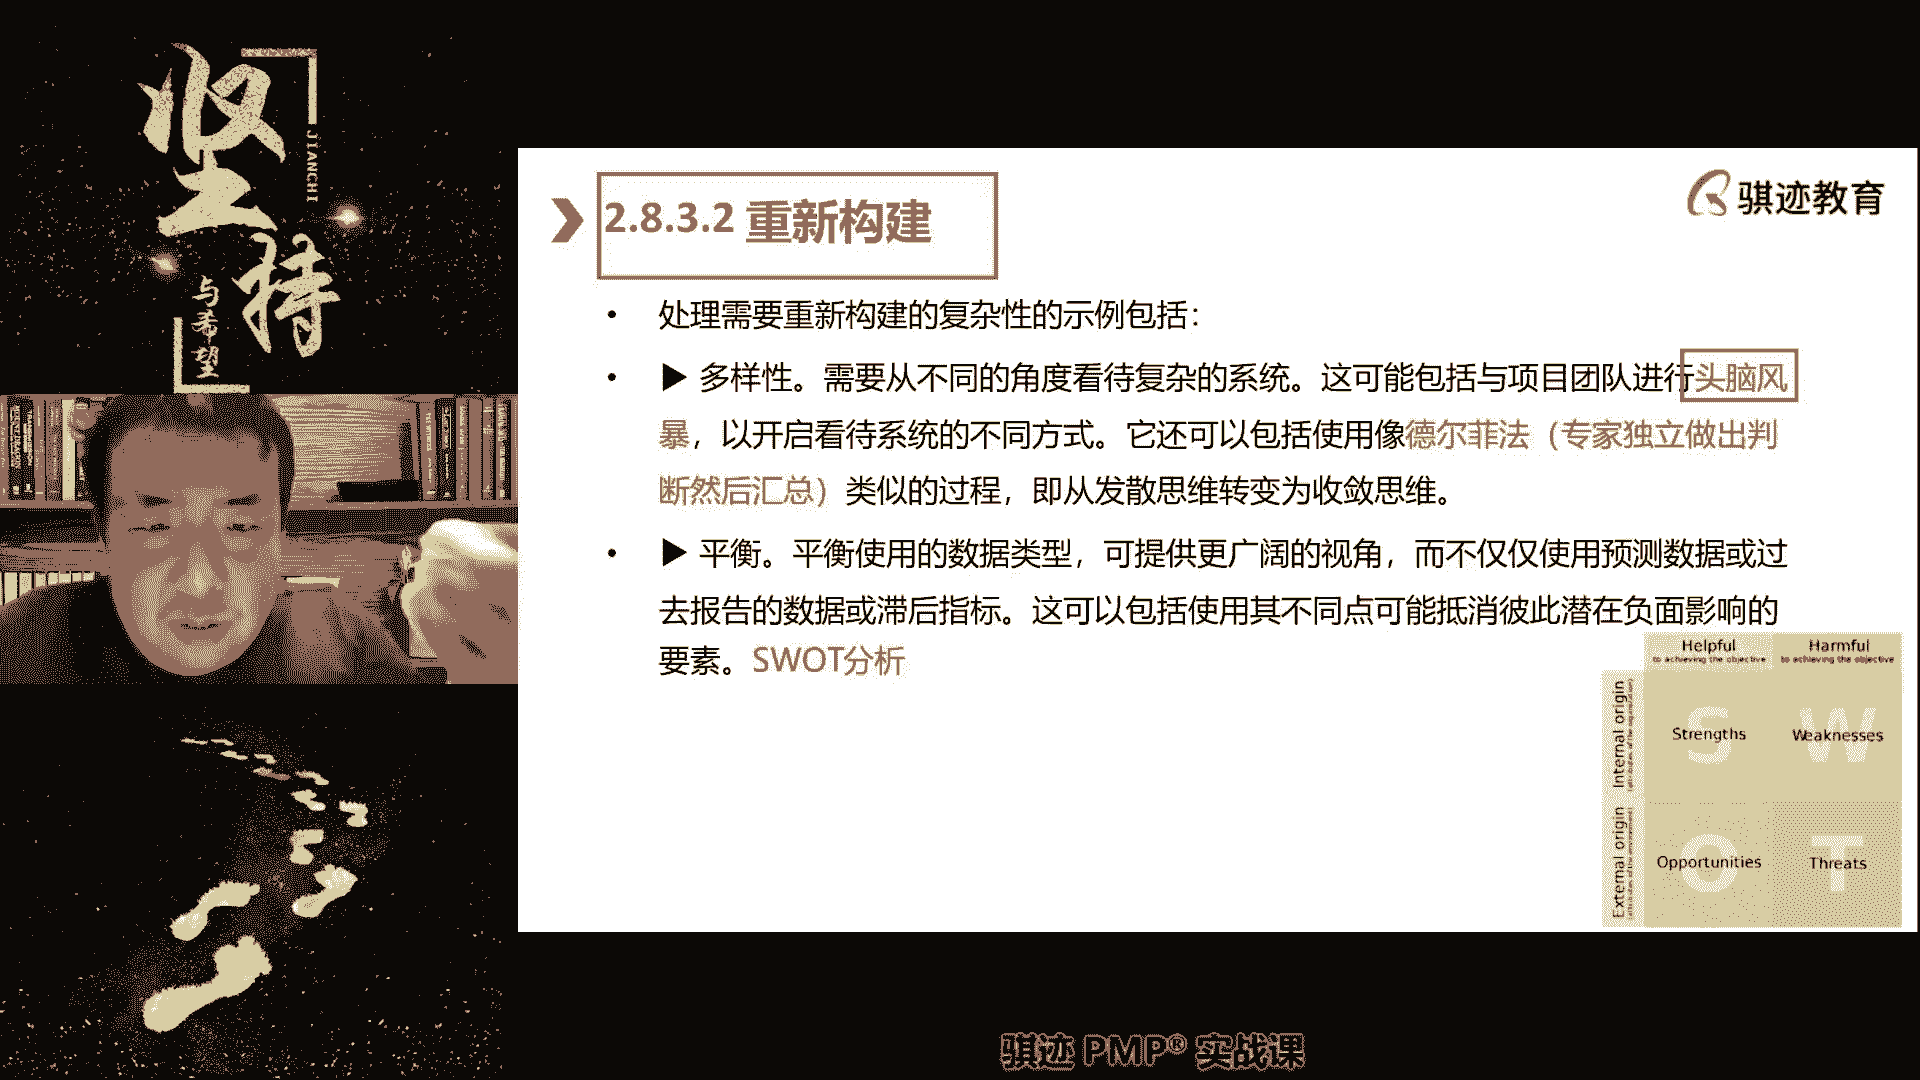 坚
持
与希望
JIANCHI
2.8.3.2 重新构建
骐迹教育
• 处理需要重新构建的复杂性的示例包括：
• ▶ 多样性。需要从不同的角度看待复杂的系统。这可能包括与项目团队进行头脑风
暴，以开启看待系统的不同方式。它还可以包括使用像德尔菲法（专家独立做出判
断然后汇总）类似的过程，即从发散思维转变为收敛思维。
• ▶ 平衡。平衡使用的数据类型，可提供更广阔的视角，而不仅仅使用预测数据或过
去报告的数据或滞后指标。这可以包括使用其不同点可能抵消彼此潜在负面影响的
要素。SWOT分析
Helpful
to achieving the objective
Harmful
to achieving the objective
Internal origin
S
Strengths
W
Weaknesses
External origin
O
Opportunities
T
Threats
骐迹 PMP® 实战课